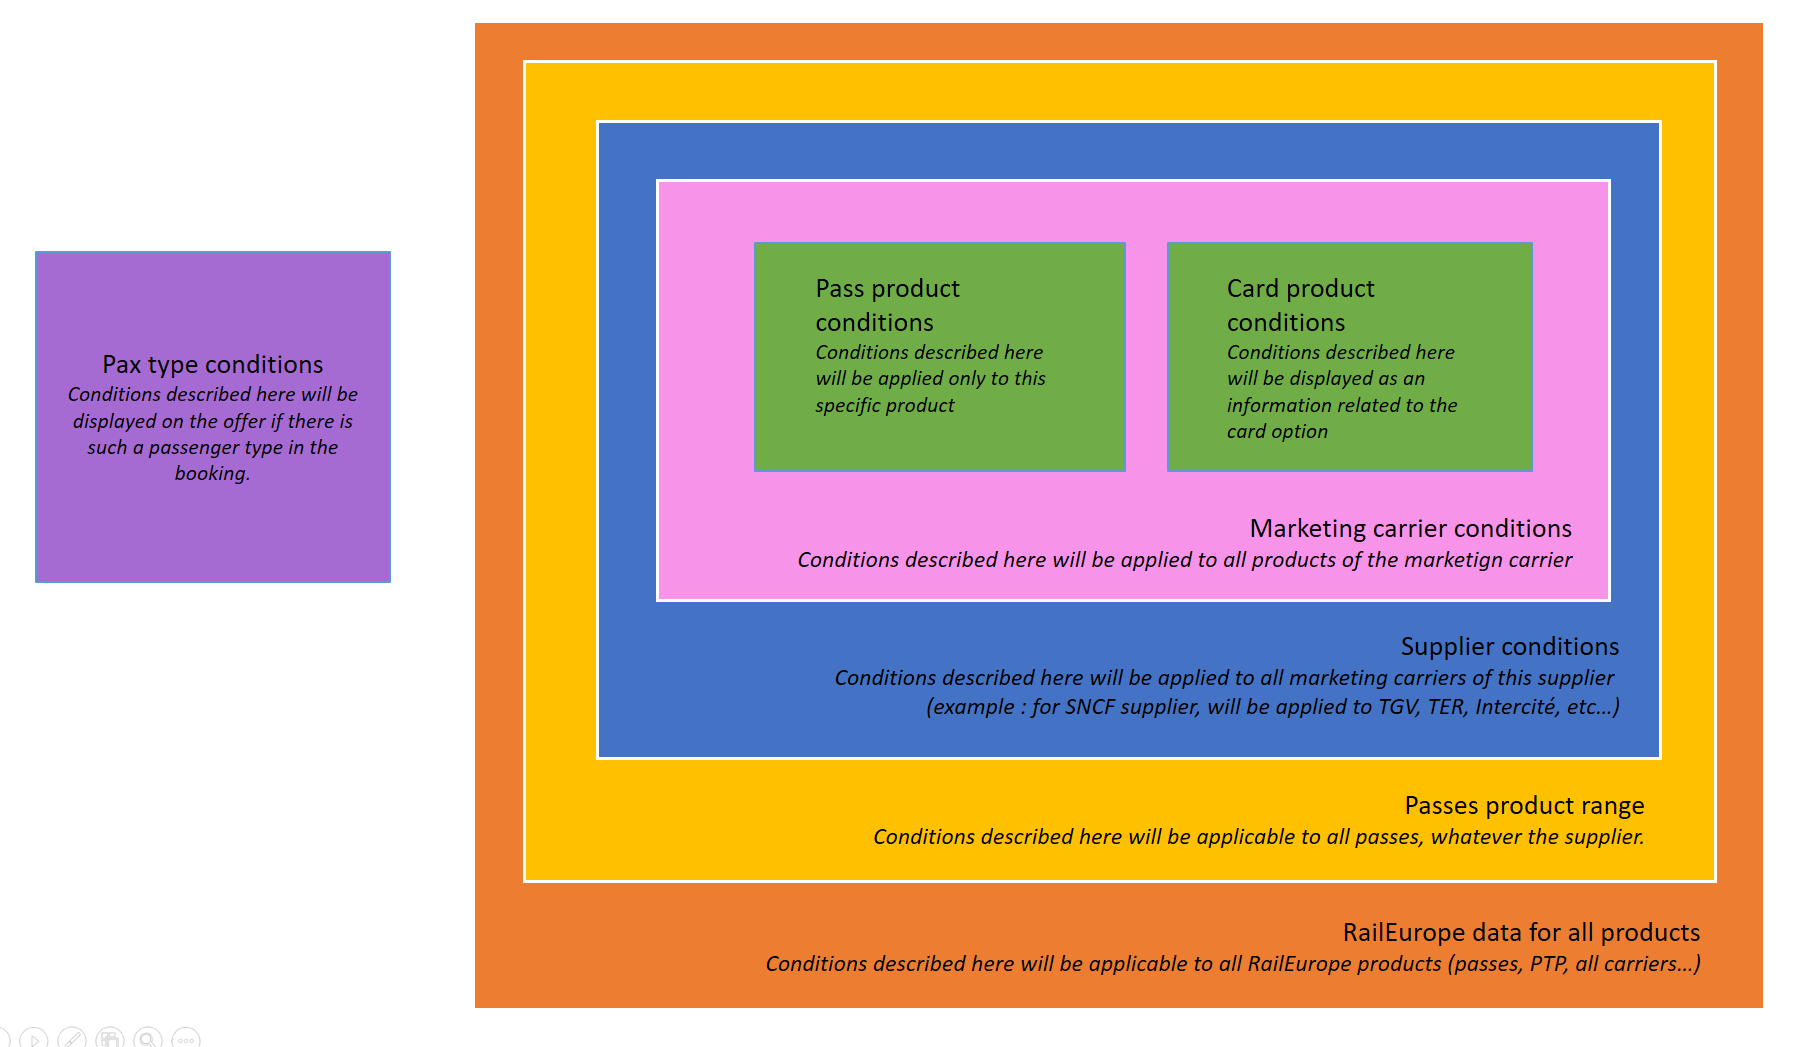 Pax type conditions
Conditions described here will be
displayed on the offer if there is
such a passenger type in the
booking.
Pass product
conditions
Conditions described here
will be applied only to this
specific product
Card product
conditions
Conditions described here
will be displayed as an
information related to the
card option
Marketing carrier conditions
Conditions described here will be applied to all products of the marketign carrier
Supplier conditions
Conditions described here will be applied to all marketing carriers of this supplier
(example : for SNCF supplier, will be applied to TGV, TER, Intercité, etc...)
Passes product range
Conditions described here will be applicable to all passes, whatever the supplier.
RailEurope data for all products
Conditions described here will be applicable to all RailEurope products (passes, PTP, all carriers...)